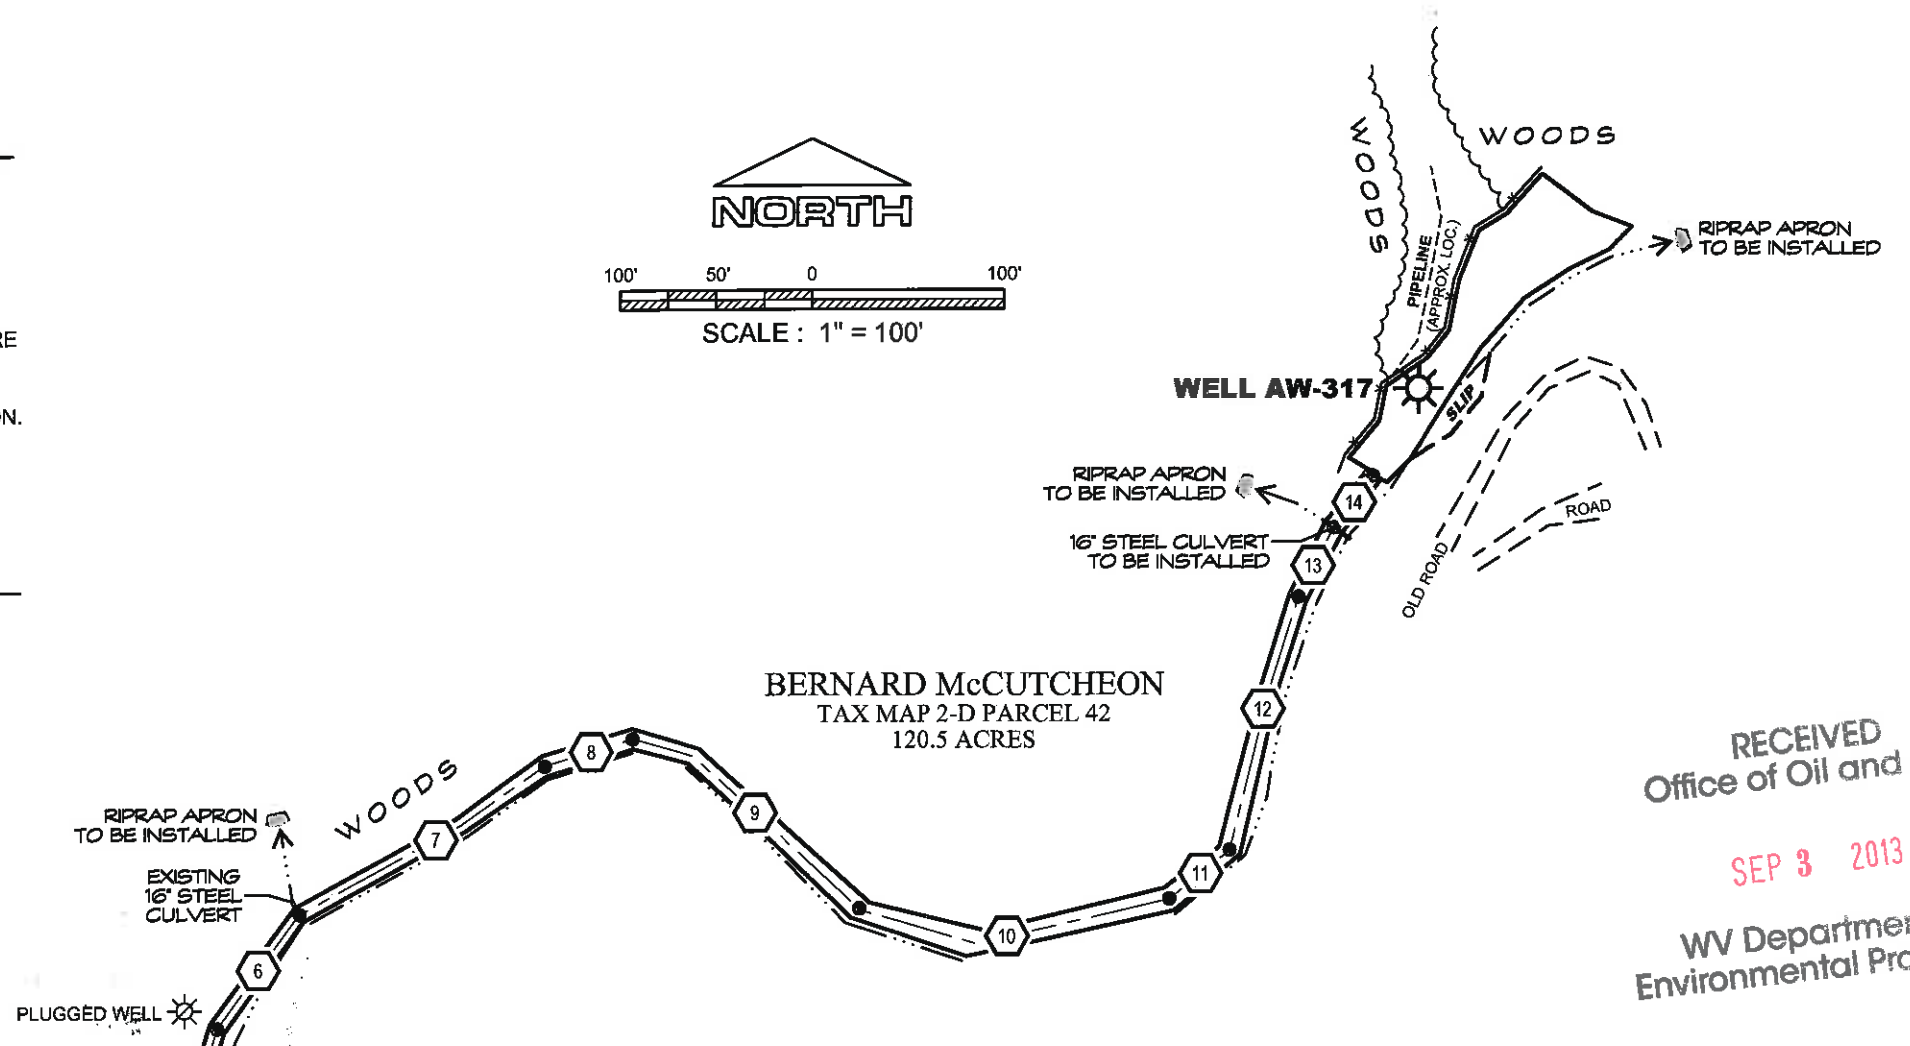 WOODS
WOODS
NORTH
100' 50' 0 100'
SCALE : 1" = 100'
PIPELINE
(APPROX. LOC.)
RIPRAP APRON
TO BE INSTALLED
RE
ON.
WELL AW-317
SLIP
RIPRAP APRON
TO BE INSTALLED
14
ROAD
16" STEEL CULVERT
TO BE INSTALLED
13
OLD ROAD
BERNARD McCUTCHEON
TAX MAP 2-D PARCEL 42
120.5 ACRES
12
8
WOODS
9
RIPRAP APRON
TO BE INSTALLED
7
EXISTING
16" STEEL
CULVERT
11
10
6
PLUGGED WELL
RECEIVED
Office of Oil and
SEP 3 2013
WV Departmen
Environmental Pro